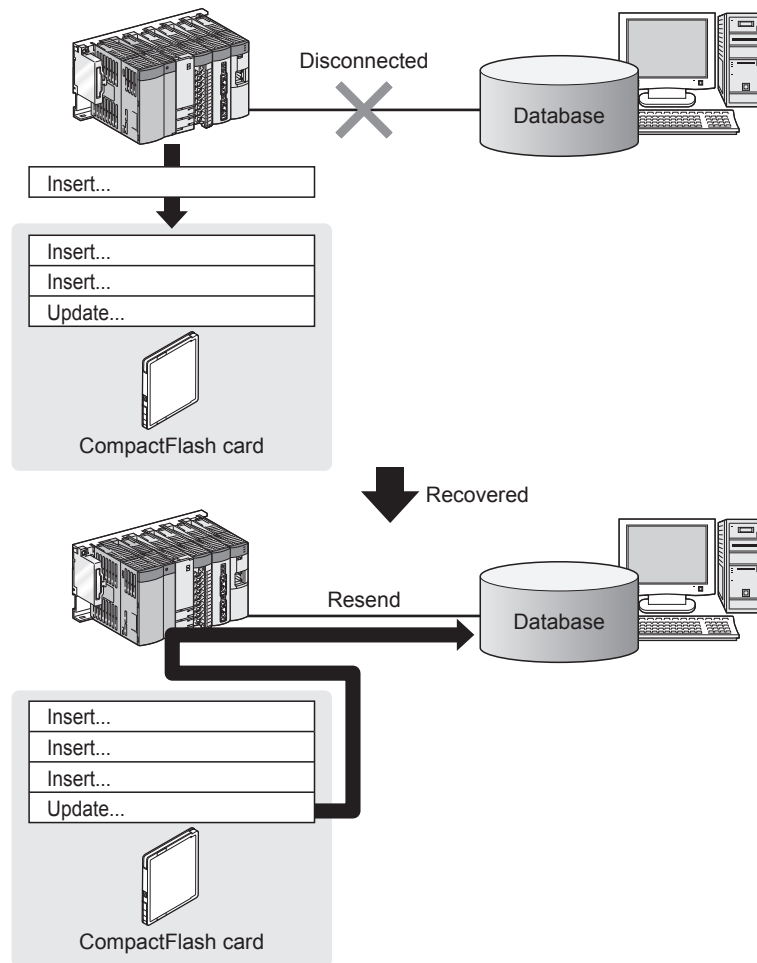 Disconnected
Database
Insert...
Insert...
Insert...
Update...
CompactFlash card
Recovered
Resend
Database
Insert...
Insert...
Insert...
Update...
CompactFlash card